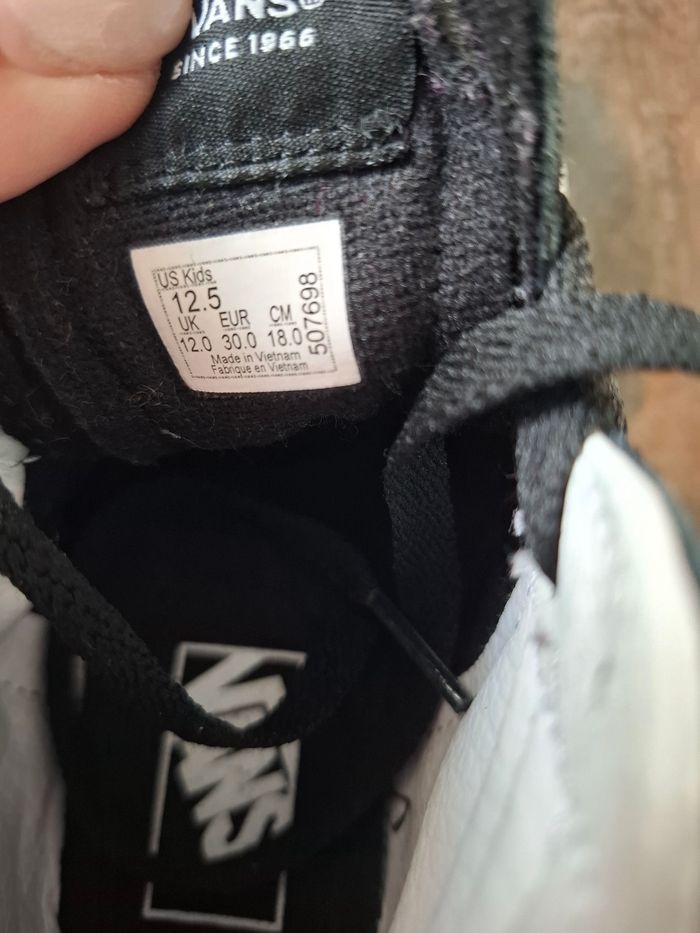 VANS®
SINCE 1966
US Kids
12.5
UK EUR CM
12.0 30.0 18.0
Made in Vietnam
Fabrique en Vietnam
507698
VANS